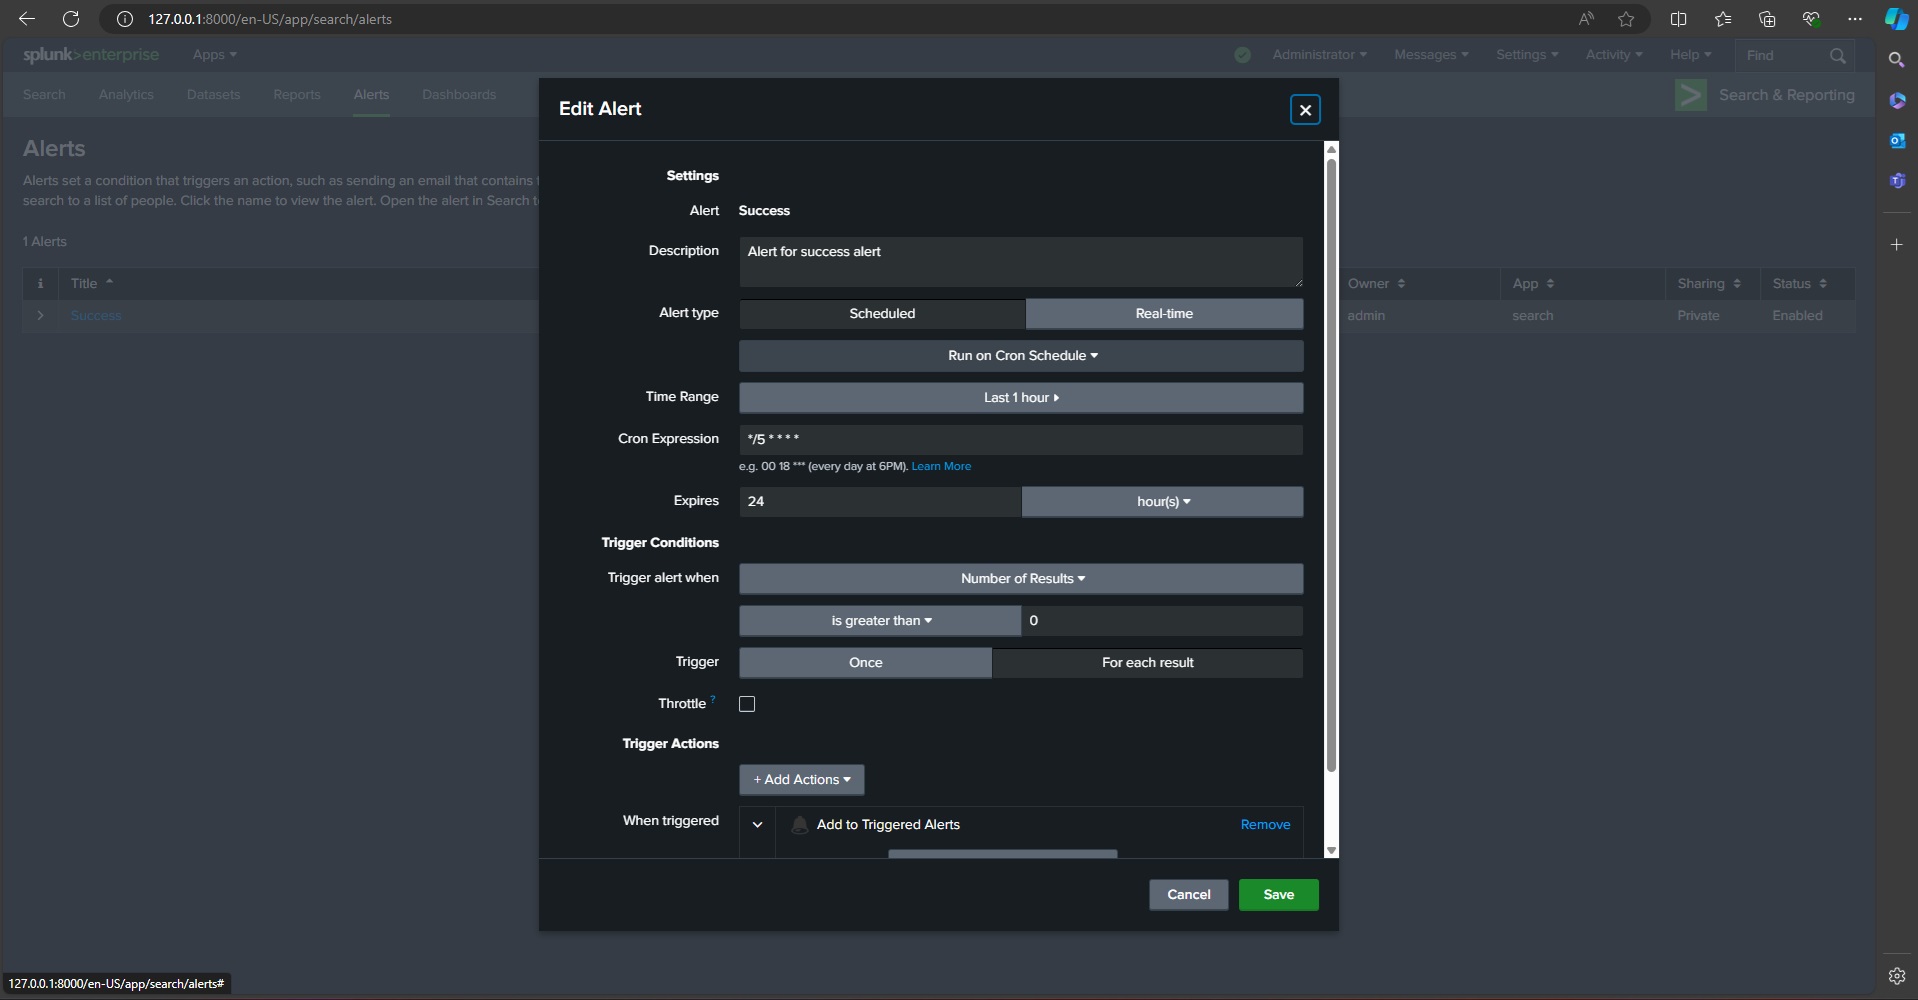 127.0.0.1:8000/en-US/app/search/alerts
splunk>enterprise Apps Administrator Messages Settings Activity Help Find
Search Analytics Datasets Reports Alerts Dashboards Search & Reporting
Edit Alert
Alerts
Alerts set a condition that triggers an action, such as sending an email that contains
search to a list of people. Click the name to view the alert. Open the alert in Search
1 Alerts
i Title Owner App Sharing Status
Success admin search Private Enabled
Settings
Alert Success
Description Alert for success alert
Alert type Scheduled Real-time
Run on Cron Schedule
Time Range Last 1 hour
Cron Expression */5 * * * *
e.g. 00 18 *** (every day at 6PM). Learn More
Expires 24 hour(s)
Trigger Conditions
Trigger alert when Number of Results
is greater than 0
Trigger Once For each result
Throttle ?
Trigger Actions
+ Add Actions
When triggered Add to Triggered Alerts Remove
Cancel Save
127.0.0.1:8000/en-US/app/search/alerts#